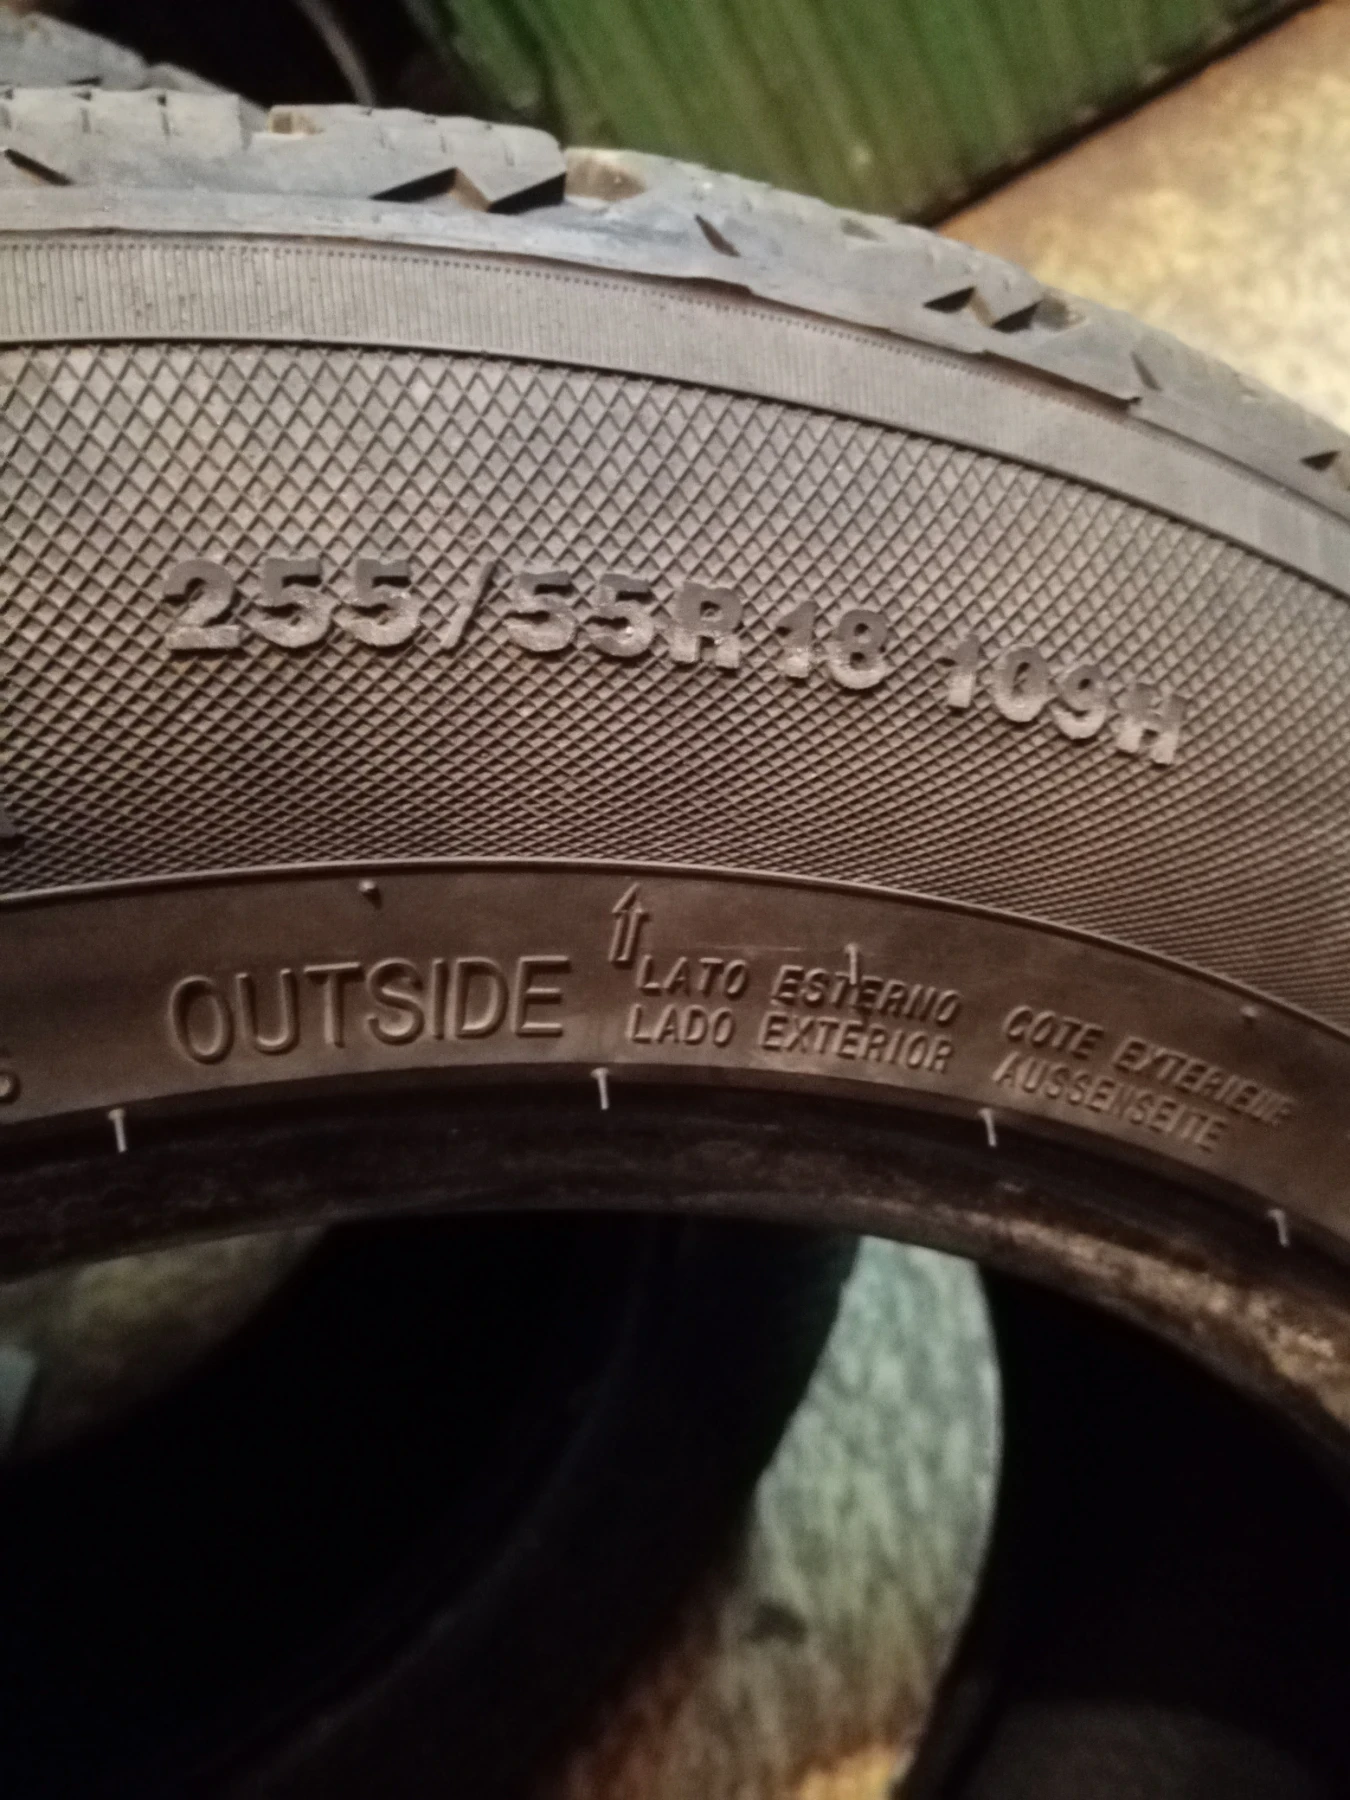 255/55R18 109H
OUTSIDE
LATO ESTERNO
LADO EXTERIOR
COTE EXTERIEUR
AUSSENSEITE